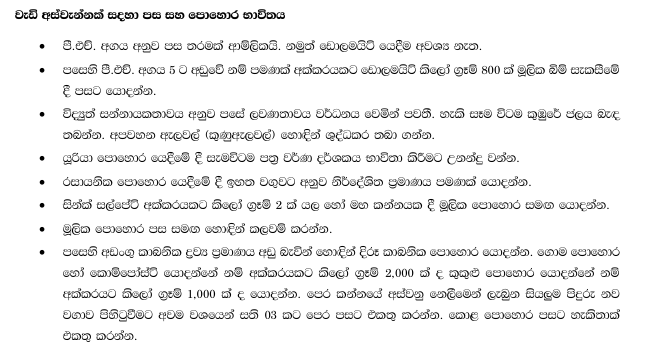 වැඩි අස්වැන්නක් සදහා පස සහ පොහොර භාවිතය
• පී.එච්. අගය අනුව පස තරමක් ආම්ලිකයි. නමුත් ඩොලමයිට් යෙදීම අවශ්‍ය නැත.
• පසෙහි පී.එච්. අගය 5 ට අඩුවේ නම් පමණක් අක්කරයකට ඩොලමයිට් කිලෝ ග්‍රෑම් 800 ක් මූලික බිම් සැකසීමේ
දී පසට යොදන්න.
• විද්‍යුත් සන්නායකතාවය අනුව පසේ ලවණතාවය වර්ධනය වෙමින් පවතී. හැකි සෑම විටම කුඹුරේ ජලය බැඳ
තබන්න. අපවහන ඇලවල් (කුණුඇලවල්) හොඳින් ශුද්ධකර තබා ගන්න.
• යූරියා පොහොර යෙදීමේ දී සැමවිටම පත්‍ර වර්ණ දර්ශකය භාවිතා කිරීමට උනන්දු වන්න.
• රසායනික පොහොර යෙදීමේ දී ඉහත වගුවට අනුව නිර්දේශිත ප්‍රමාණය පමණක් යොදන්න.
• සින්ක් සල්පේට් අක්කරයකට කිලෝ ග්‍රෑම් 2 ක් යල හෝ මහ කන්නයක දී මූලික පොහොර සමඟ යොදන්න.
• මූලික පොහොර පස සමඟ හොඳින් කලවම් කරන්න.
• පසෙහි අඩංගු කාබනික ද්‍රව්‍ය ප්‍රමාණය අඩු බැවින් හොඳින් දිරූ කාබනික පොහොර යොදන්න. ගොම පොහොර
හෝ කොම්පෝස්ට් යොදන්නේ නම් අක්කරයකට කිලෝ ග්‍රෑම් 2,000 ක් ද කුකුළු පොහොර යොදන්නේ නම්
අක්කරයට කිලෝ ග්‍රෑම් 1,000 ක් ද යොදන්න. පෙර කන්නයේ අස්වනු නෙලීමෙන් ලැබුන සියලුම පිදුරු නව
වගාව පිහිටුවීමට අවම වශයෙන් සති 03 කට පෙර පසට එකතු කරන්න. කොළ පොහොර පසට හැකිතාක්
එකතු කරන්න.